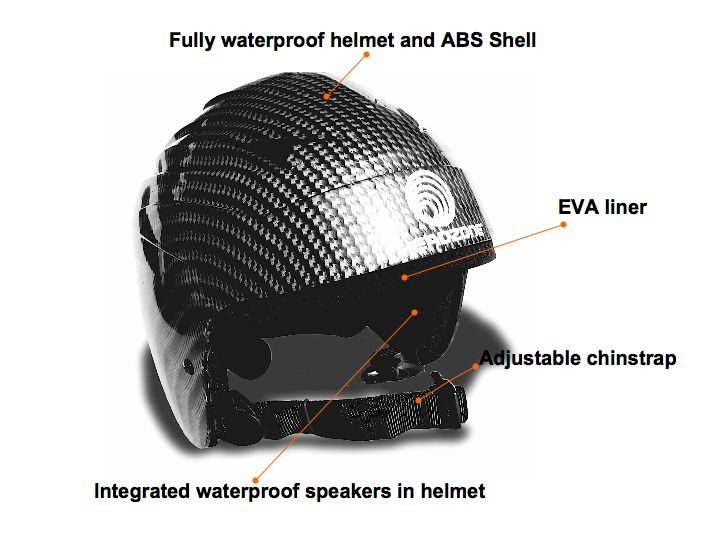 Fully waterproof helmet and ABS Shell
EVA liner
Adjustable chinstrap
Integrated waterproof speakers in helmet